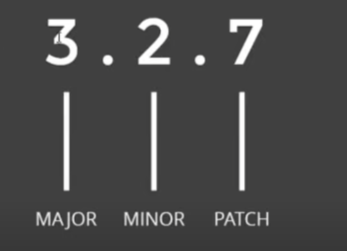 3 . 2 . 7
MAJOR MINOR PATCH